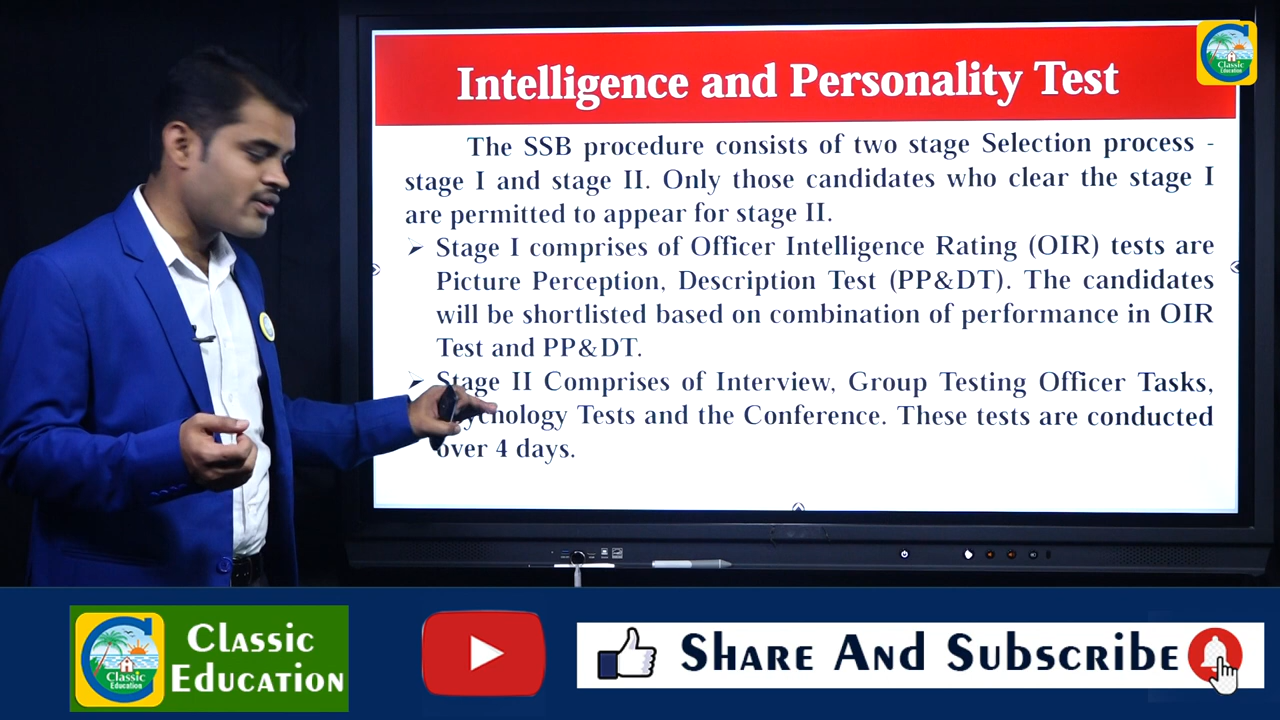 Intelligence and Personality Test
Classic
Education
The SSB procedure consists of two stage Selection process -
stage I and stage II. Only those candidates who clear the stage I
are permitted to appear for stage II.
➢ Stage I comprises of Officer Intelligence Rating (OIR) tests are
Picture Perception, Description Test (PP&DT). The candidates
will be shortlisted based on combination of performance in OIR
Test and PP&DT.
➢ Stage II Comprises of Interview, Group Testing Officer Tasks,
Tests and the Conference. These tests are conducted
over 4 days.
Classic
Education
Classic
Education
Share And Subscribe